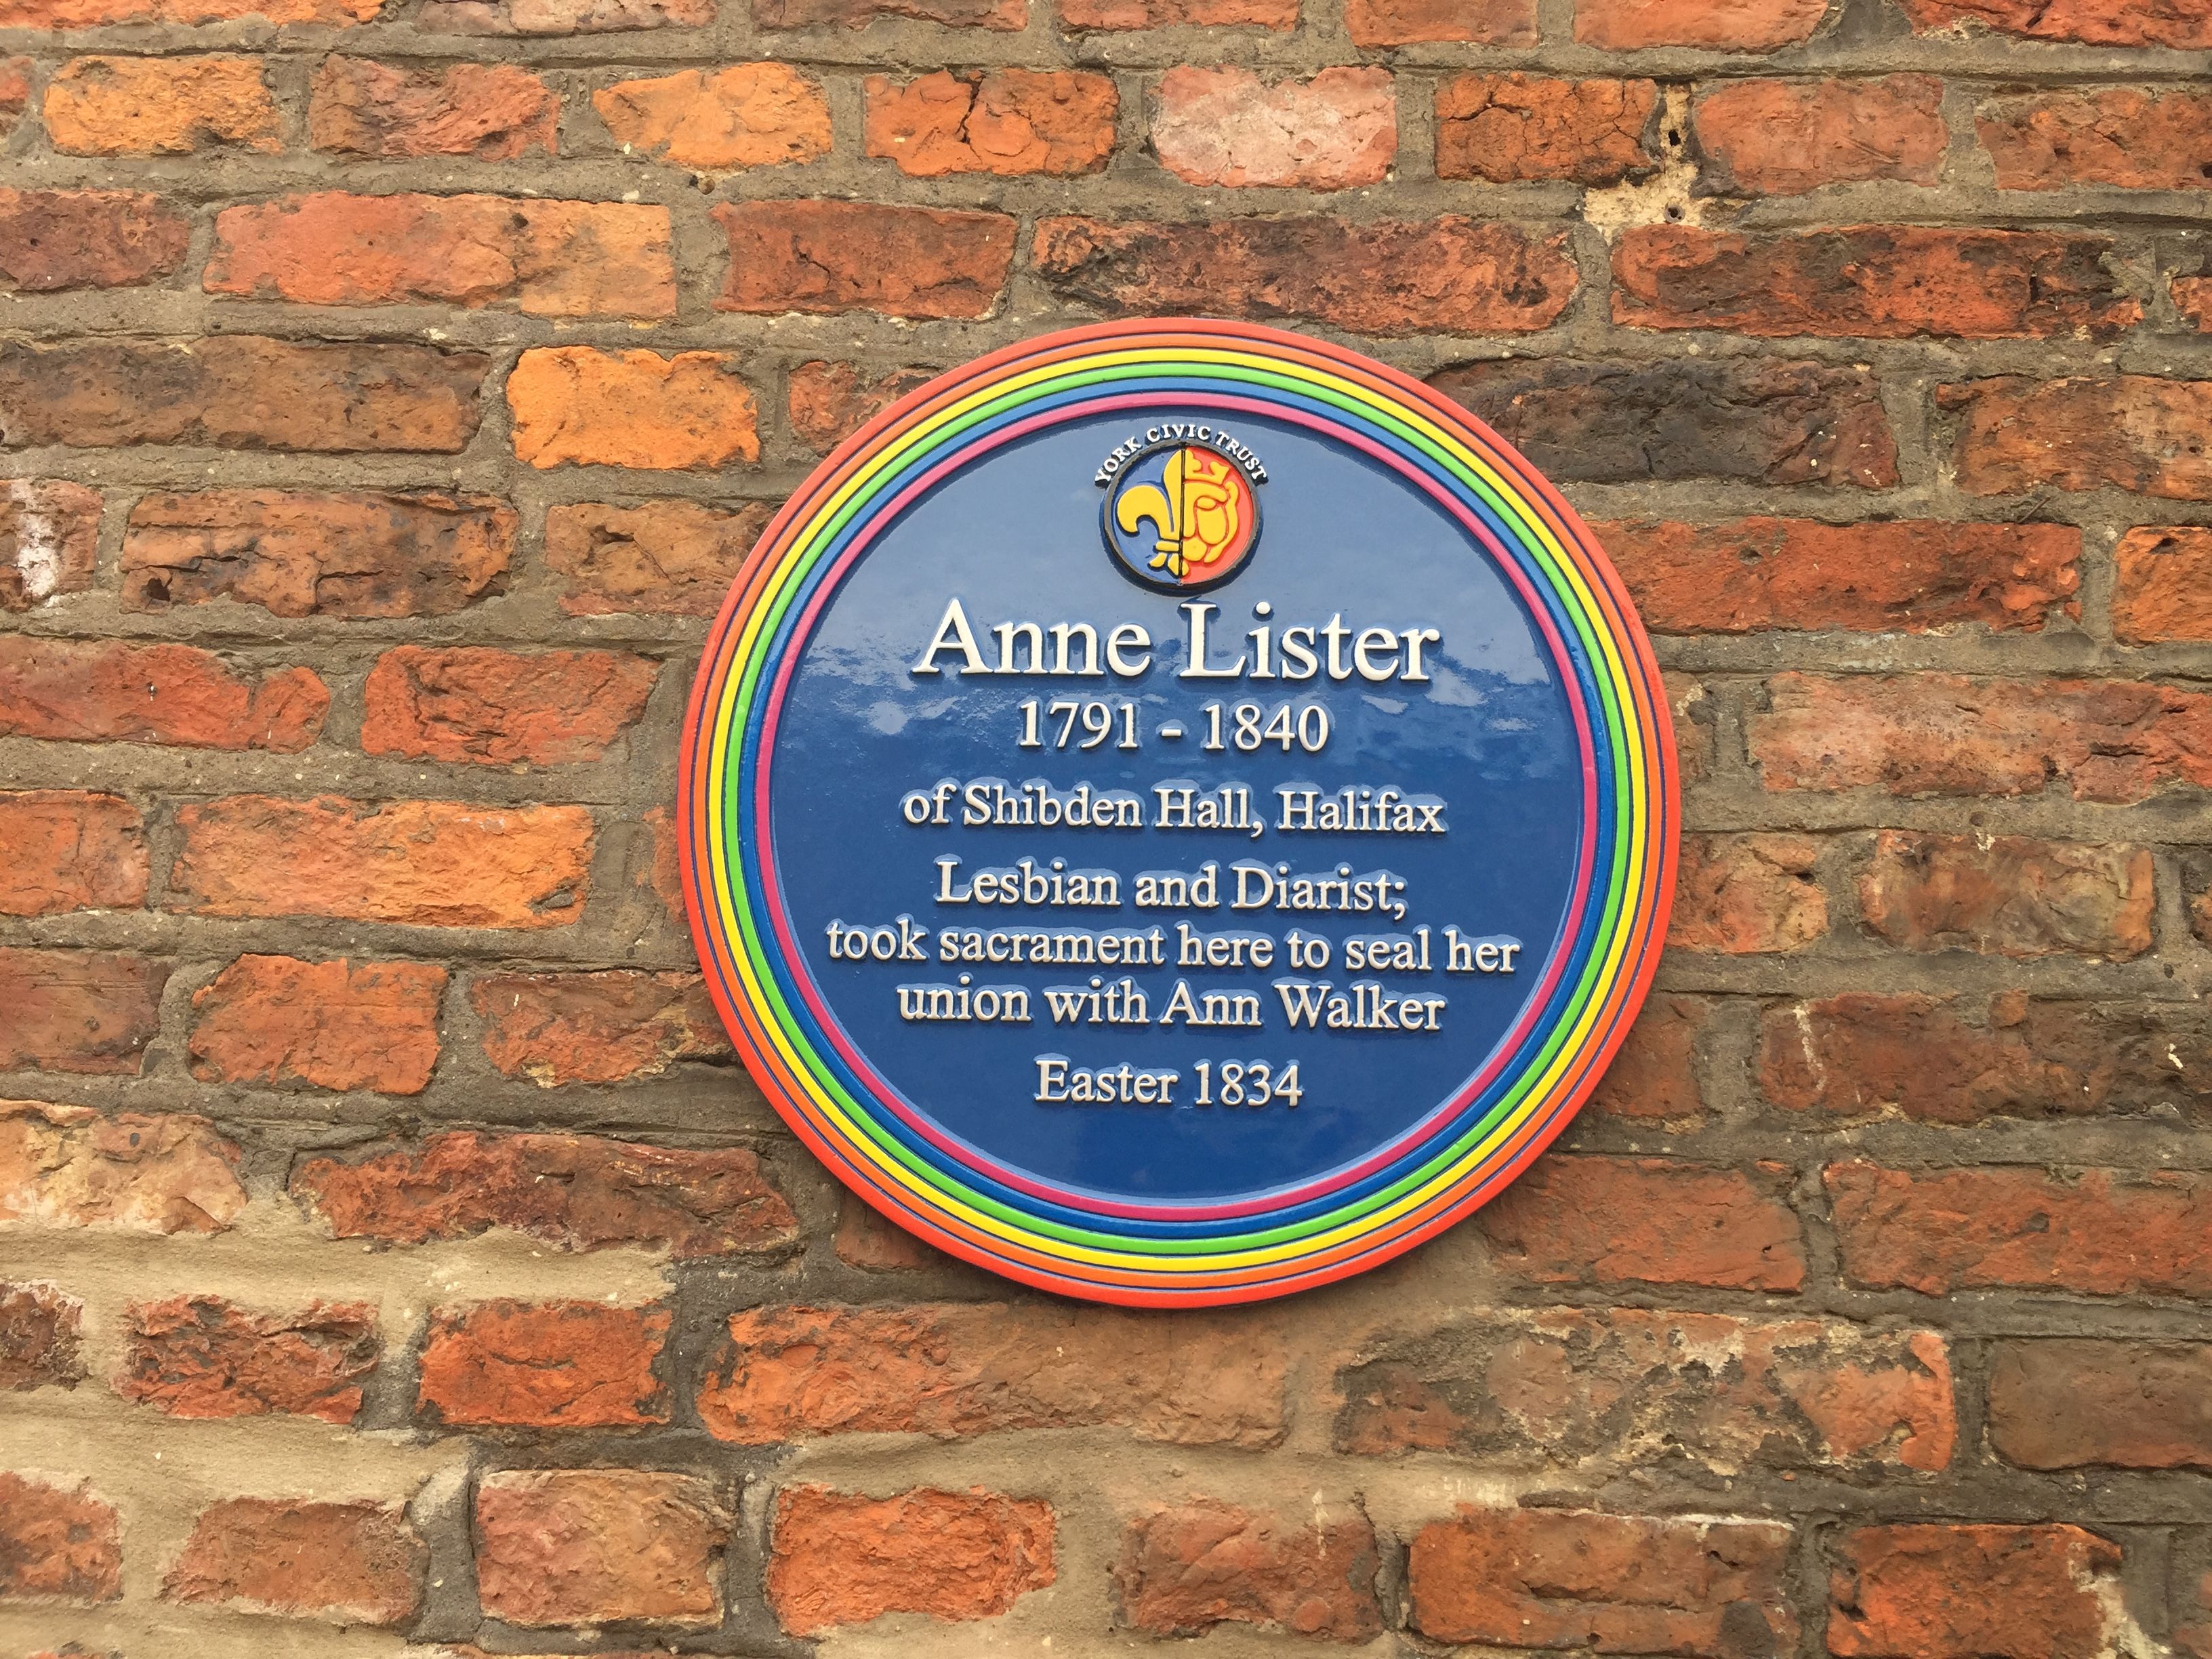 YORK CIVIC TRUST
Anne Lister
1791 - 1840
of Shibden Hall, Halifax
Lesbian and Diarist;
took sacrament here to seal her
union with Ann Walker
Easter 1834